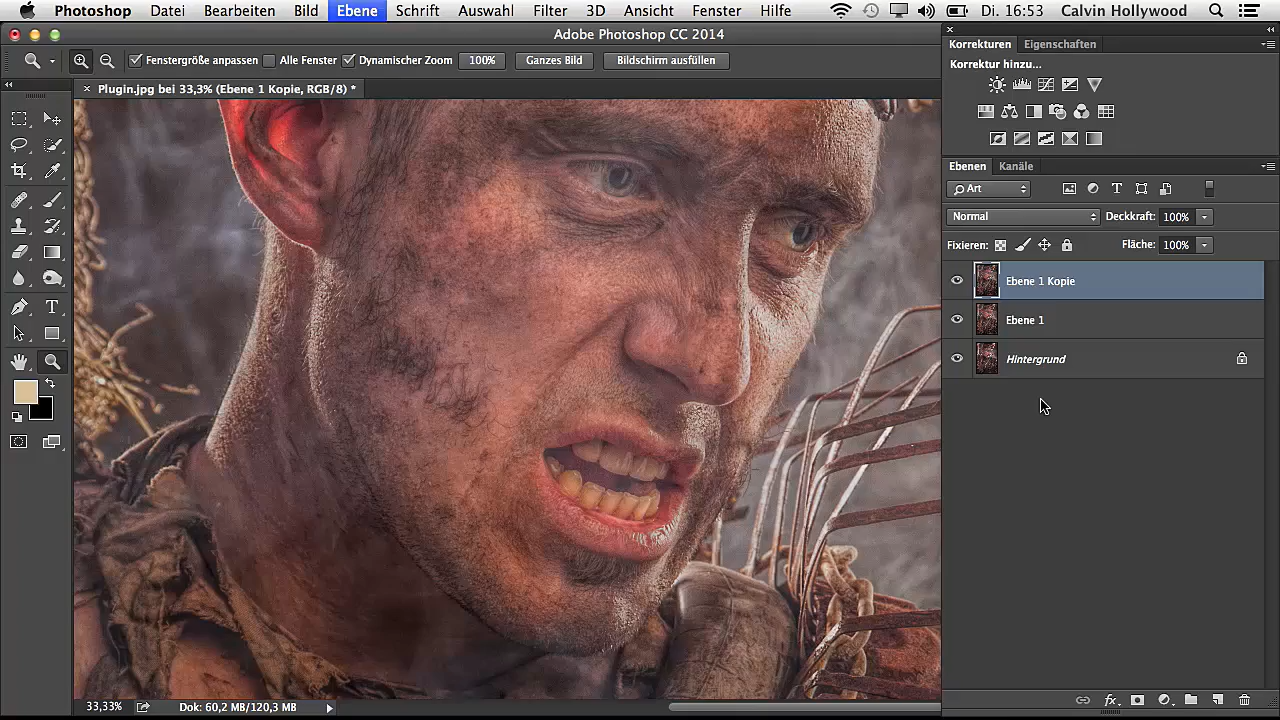 Photoshop Datei Bearbeiten Bild Ebene Schrift Auswahl Filter 3D Ansicht Fenster Hilfe Di. 16:53 Calvin Hollywood
Adobe Photoshop CC 2014
Fenstergröße anpassen Alle Fenster Dynamischer Zoom 100% Ganzes Bild Bildschirm ausfüllen
Plugin.jpg bei 33,3% (Ebene 1 Kopie, RGB/8) *
Korrekturen Eigenschaften
Korrektur hinzu...
Ebenen Kanäle
Art
Normal Deckkraft: 100%
Fixieren: Fläche: 100%
Ebene 1 Kopie
Ebene 1
Hintergrund
33,33% Dok: 60,2 MB/120,3 MB